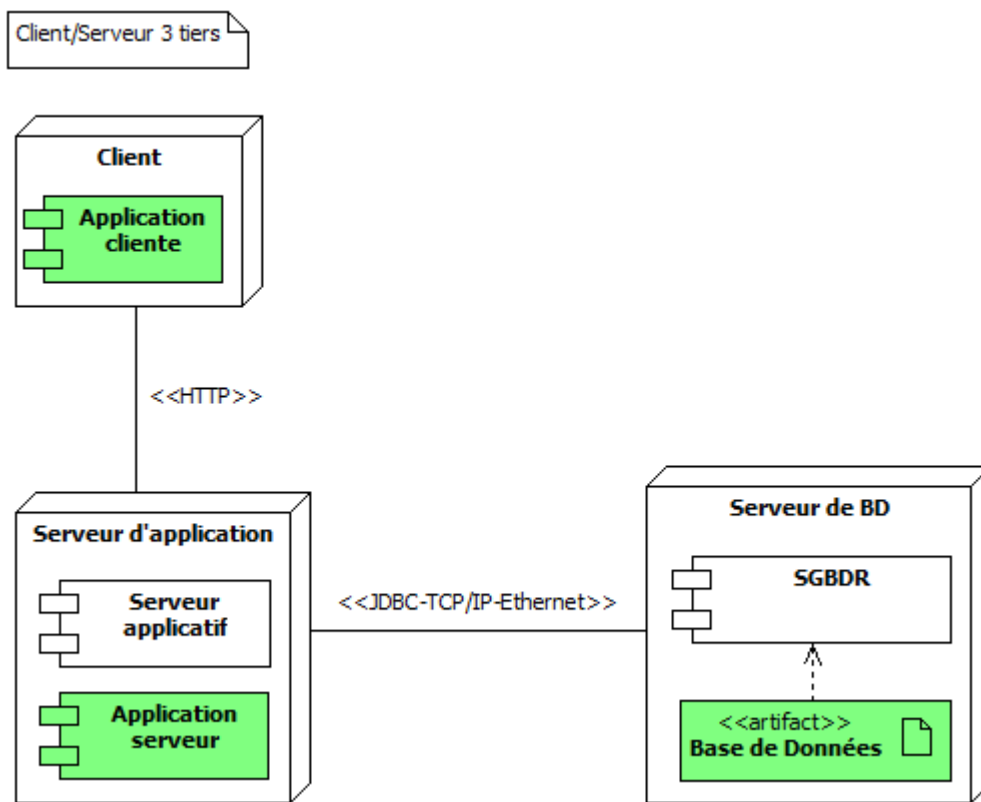 Client/Serveur 3 tiers
Client
Application
cliente
<<HTTP>>
Serveur d'application
Serveur
applicatif
Application
serveur
<<JDBC-TCP/IP-Ethernet>>
Serveur de BD
SGBDR
<<artifact>>
Base de Données